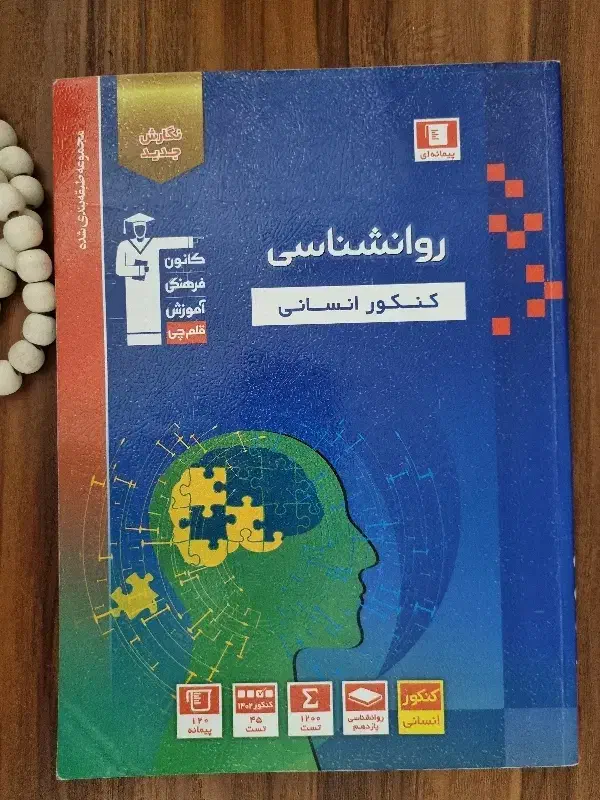 مجموعه طبقه‌بندی شده
نگارش
جدید
پیمانه‌ای
روانشناسی
کنکور انسانی
کانون
فرهنگی
آموزش
قلم‌چی
کنکور
انسانی
روانشناسی
یازدهم
۱۲۰۰
تست
کنکور ۱۴۰۲
۴۵
تست
۱۲۰
پیمانه